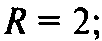 R = 2;